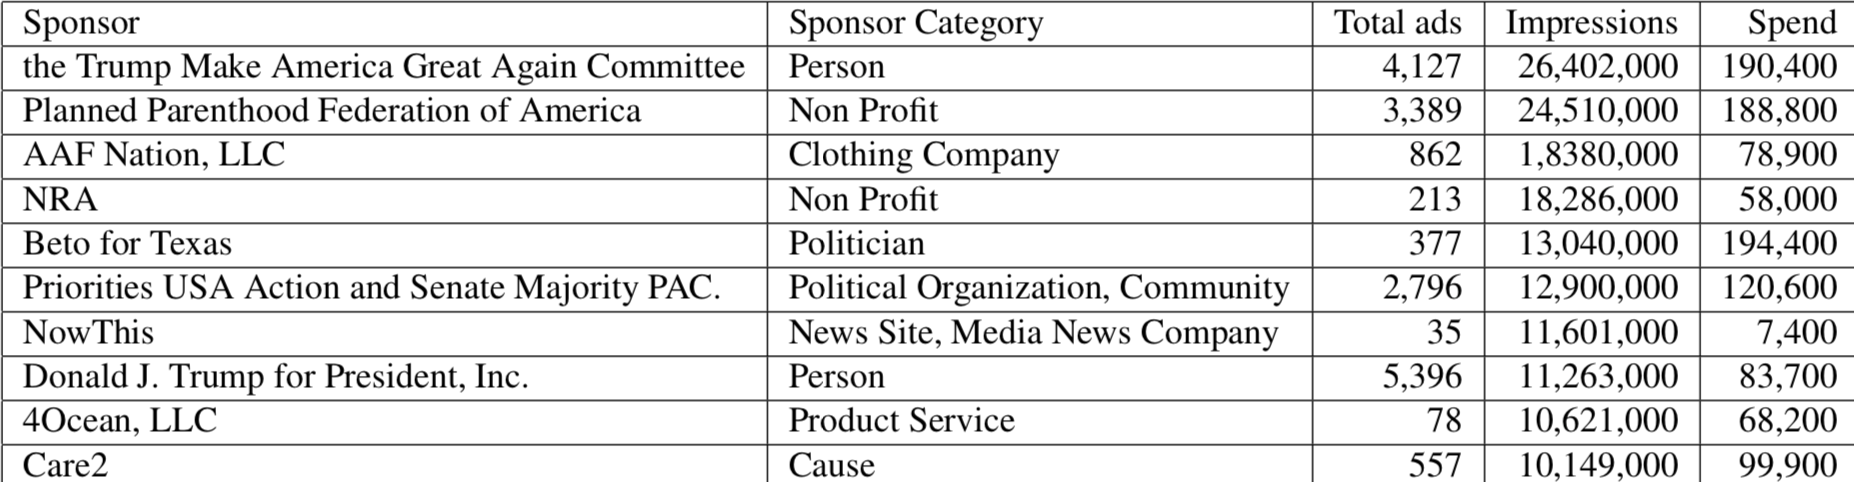 Sponsor Sponsor Category Total ads Impressions Spend
the Trump Make America Great Again Committee Person 4,127 26,402,000 190,400
Planned Parenthood Federation of America Non Profit 3,389 24,510,000 188,800
AAF Nation, LLC Clothing Company 862 1,8380,000 78,900
NRA Non Profit 213 18,286,000 58,000
Beto for Texas Politician 377 13,040,000 194,400
Priorities USA Action and Senate Majority PAC. Political Organization, Community 2,796 12,900,000 120,600
NowThis News Site, Media News Company 35 11,601,000 7,400
Donald J. Trump for President, Inc. Person 5,396 11,263,000 83,700
4Ocean, LLC Product Service 78 10,621,000 68,200
Care2 Cause 557 10,149,000 99,900